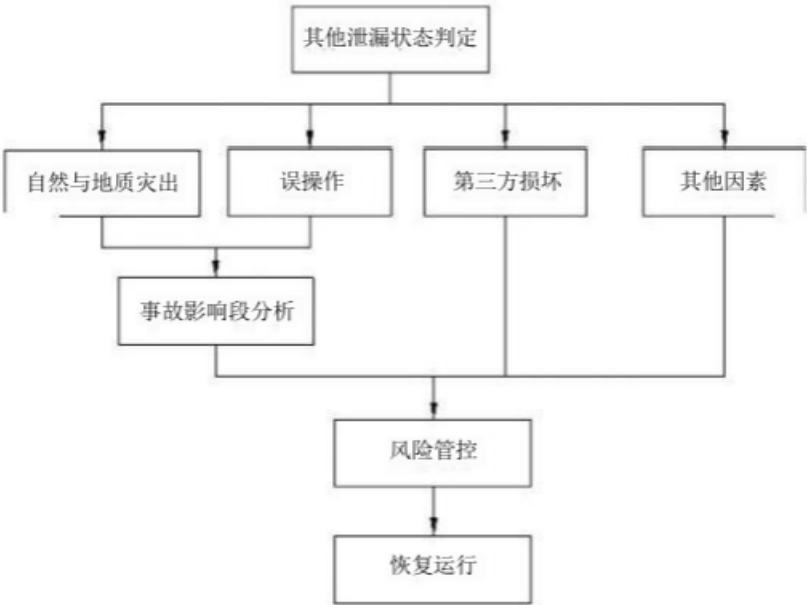 其他泄漏状态判定
自然与地质灾出
误操作
第三方损坏
其他因素
事故影响段分析
风险管控
恢复运行